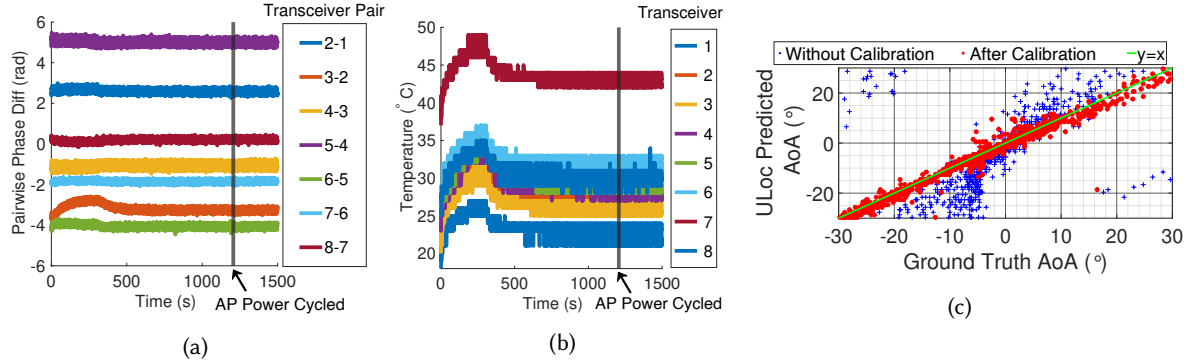 Transceiver Pair
6
4
2
0
-2
-4
-6
Pairwise Phase Diff (rad)
2-1
3-2
4-3
5-4
6-5
7-6
8-7
0
500
1000
1500
Time (s)
AP Power Cycled
(a)
Transceiver
50
45
40
35
30
25
20
Temperature (°C)
1
2
3
4
5
6
7
8
0
500
1000
1500
Time (s)
AP Power Cycled
(b)
Without Calibration
After Calibration
y=x
20
0
-20
ULoc Predicted
AoA (°)
-30
-20
-10
0
10
20
30
Ground Truth AoA (°)
(c)